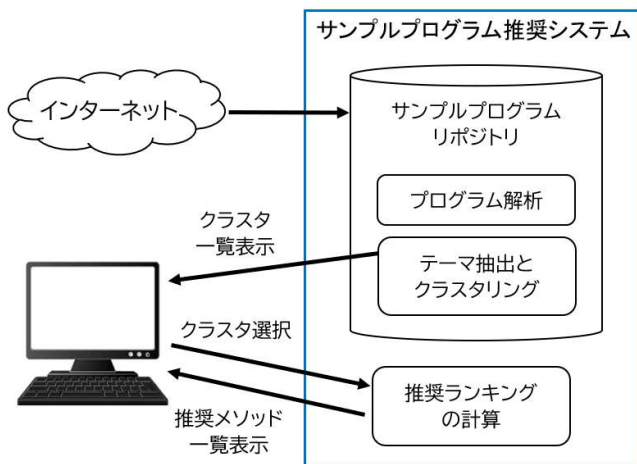 サンプルプログラム推奨システム
インターネット
サンプルプログラム
リポジトリ
プログラム解析
クラスタ
一覧表示
テーマ抽出と
クラスタリング
クラスタ選択
推奨ランキング
の計算
推奨メソッド
一覧表示